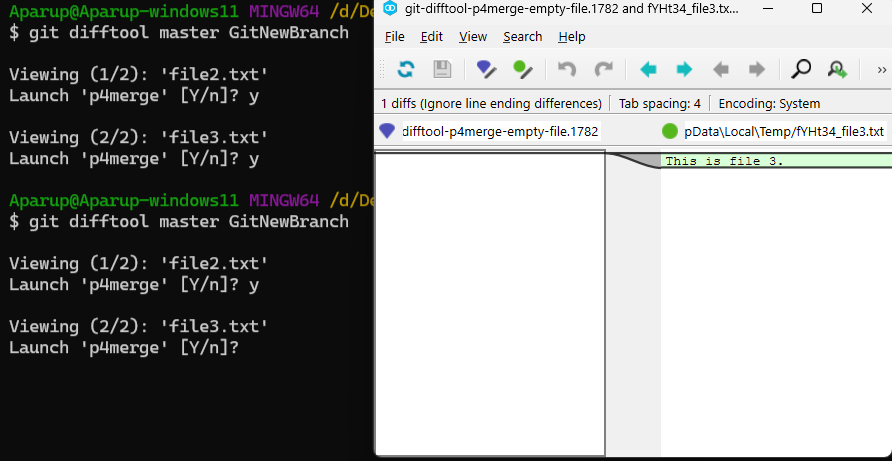 Aparup@Aparup-windows11 MINGW64 /d/De
$ git difftool master GitNewBranch
Viewing (1/2): 'file2.txt'
Launch 'p4merge' [Y/n]? y
Viewing (2/2): 'file3.txt'
Launch 'p4merge' [Y/n]? y
Aparup@Aparup-windows11 MINGW64 /d/De
$ git difftool master GitNewBranch
Viewing (1/2): 'file2.txt'
Launch 'p4merge' [Y/n]? y
Viewing (2/2): 'file3.txt'
Launch 'p4merge' [Y/n]?
git-difftool-p4merge-empty-file.1782 and fYHt34_file3.tx...
File Edit View Search Help
1 diffs (Ignore line ending differences) Tab spacing: 4 Encoding: System
difftool-p4merge-empty-file.1782 pData\Local\Temp/fYHt34_file3.txt
This is file 3.